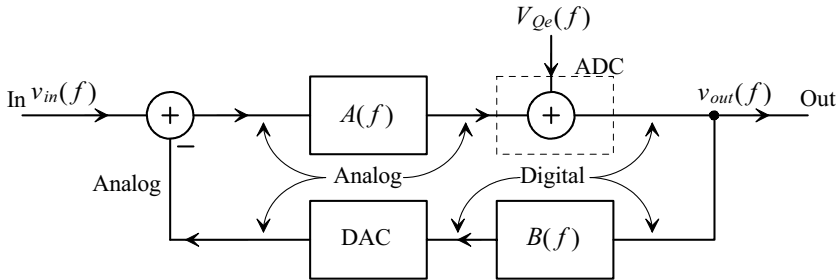 V_{Qe}(f)
ADC
In v_{in}(f)
+
A(f)
+
v_{out}(f)
Out
–
Analog
Analog
Digital
DAC
B(f)